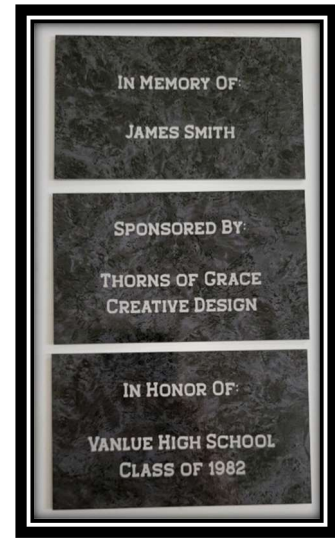 In Memory Of:
James Smith
Sponsored By:
Thorns of Grace
Creative Design
In Honor Of:
Vanlue High School
Class of 1982